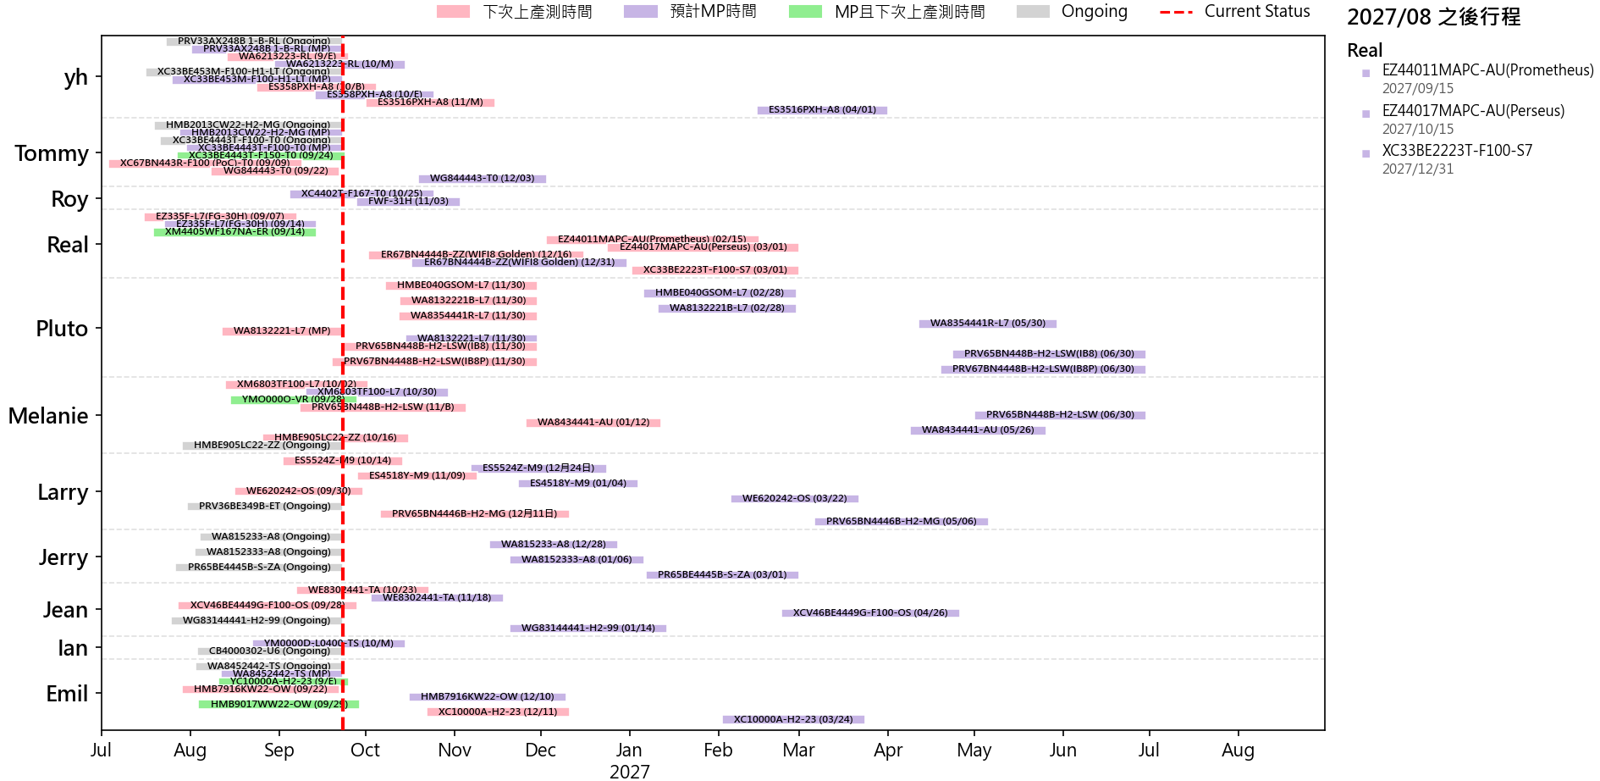 下次上產測時間
預計MP時間
MP且下次上產測時間
Ongoing
Current Status
2027/08 之後行程
Real
EZ44011MAPC-AU(Prometheus)
2027/09/15
EZ44017MAPC-AU(Perseus)
2027/10/15
XC33BE2223T-F100-S7
2027/12/31
yh
PRV33AX248B 1-B-RL (Ongoing)
PRV33AX248B 1-B-RL (MP)
WA6213223-RL (9/E)
WA6213223-RL (10/M)
XC33BE453M-F100-H1-LT (Ongoing)
XC33BE453M-F100-H1-LT (MP)
ES358PXH-A8 (10/B)
ES358PXH-A8 (10/E)
ES3516PXH-A8 (11/M)
ES3516PXH-A8 (04/01)
Tommy
HMB2013CW22-H2-MG (Ongoing)
HMB2013CW22-H2-MG (MP)
XC33BE4443T-F100-T0 (Ongoing)
XC33BE4443T-F100-T0 (MP)
XC33BE4443T-F150-T0 (09/24)
XC67BN443R-F100 (PoC)-T0 (09/09)
WG844443-T0 (09/22)
WG844443-T0 (12/03)
Roy
XC4402T-F167-T0 (10/25)
FWF-31H (11/03)
Real
EZ335F-L7(FG-30H) (09/07)
EZ335F-L7(FG-30H) (09/14)
XM4405WF167NA-ER (09/14)
EZ44011MAPC-AU(Prometheus) (02/15)
EZ44017MAPC-AU(Perseus) (03/01)
ER67BN4444B-ZZ(WIFI8 Golden) (12/16)
ER67BN4444B-ZZ(WIFI8 Golden) (12/31)
XC33BE2223T-F100-S7 (03/01)
Pluto
HMBE040GSOM-L7 (11/30)
HMBE040GSOM-L7 (02/28)
WA8132221B-L7 (11/30)
WA8132221B-L7 (02/28)
WA8354441R-L7 (11/30)
WA8354441R-L7 (05/30)
WA8132221-L7 (MP)
WA8132221-L7 (11/30)
PRV65BN448B-H2-LSW(IB8) (11/30)
PRV65BN448B-H2-LSW(IB8) (06/30)
PRV67BN4448B-H2-LSW(IB8P) (11/30)
PRV67BN4448B-H2-LSW(IB8P) (06/30)
Melanie
XM6803TF100-L7 (10/02)
XM6803TF100-L7 (10/30)
YMO000O-VR (09/28)
PRV65BN448B-H2-LSW (11/B)
PRV65BN448B-H2-LSW (06/30)
WA8434441-AU (01/12)
WA8434441-AU (05/26)
HMBE905LC22-ZZ (10/16)
HMBE905LC22-ZZ (Ongoing)
Larry
ES5524Z-M9 (10/14)
ES5524Z-M9 (12月24日)
ES4518Y-M9 (11/09)
ES4518Y-M9 (01/04)
WE620242-OS (09/30)
WE620242-OS (03/22)
PRV36BE349B-ET (Ongoing)
PRV65BN4446B-H2-MG (12月11日)
PRV65BN4446B-H2-MG (05/06)
Jerry
WA815233-A8 (Ongoing)
WA815233-A8 (12/28)
WA8152333-A8 (Ongoing)
WA8152333-A8 (01/06)
PR65BE4445B-S-ZA (Ongoing)
PR65BE4445B-S-ZA (03/01)
Jean
WE8302441-TA (10/23)
WE8302441-TA (11/18)
XCV46BE4449G-F100-OS (09/28)
XCV46BE4449G-F100-OS (04/26)
WG83144441-H2-99 (Ongoing)
WG83144441-H2-99 (01/14)
Ian
YM0000D-L0400-TS (10/M)
CB4000302-U6 (Ongoing)
Emil
WA8452442-TS (Ongoing)
WA8452442-TS (MP)
YC10000A-H2-23 (9/E)
HMB7916KW22-OW (09/22)
HMB7916KW22-OW (12/10)
HMB9017WW22-OW (09/29)
XC10000A-H2-23 (12/11)
XC10000A-H2-23 (03/24)
Jul Aug Sep Oct Nov Dec Jan Feb Mar Apr May Jun Jul Aug
2027